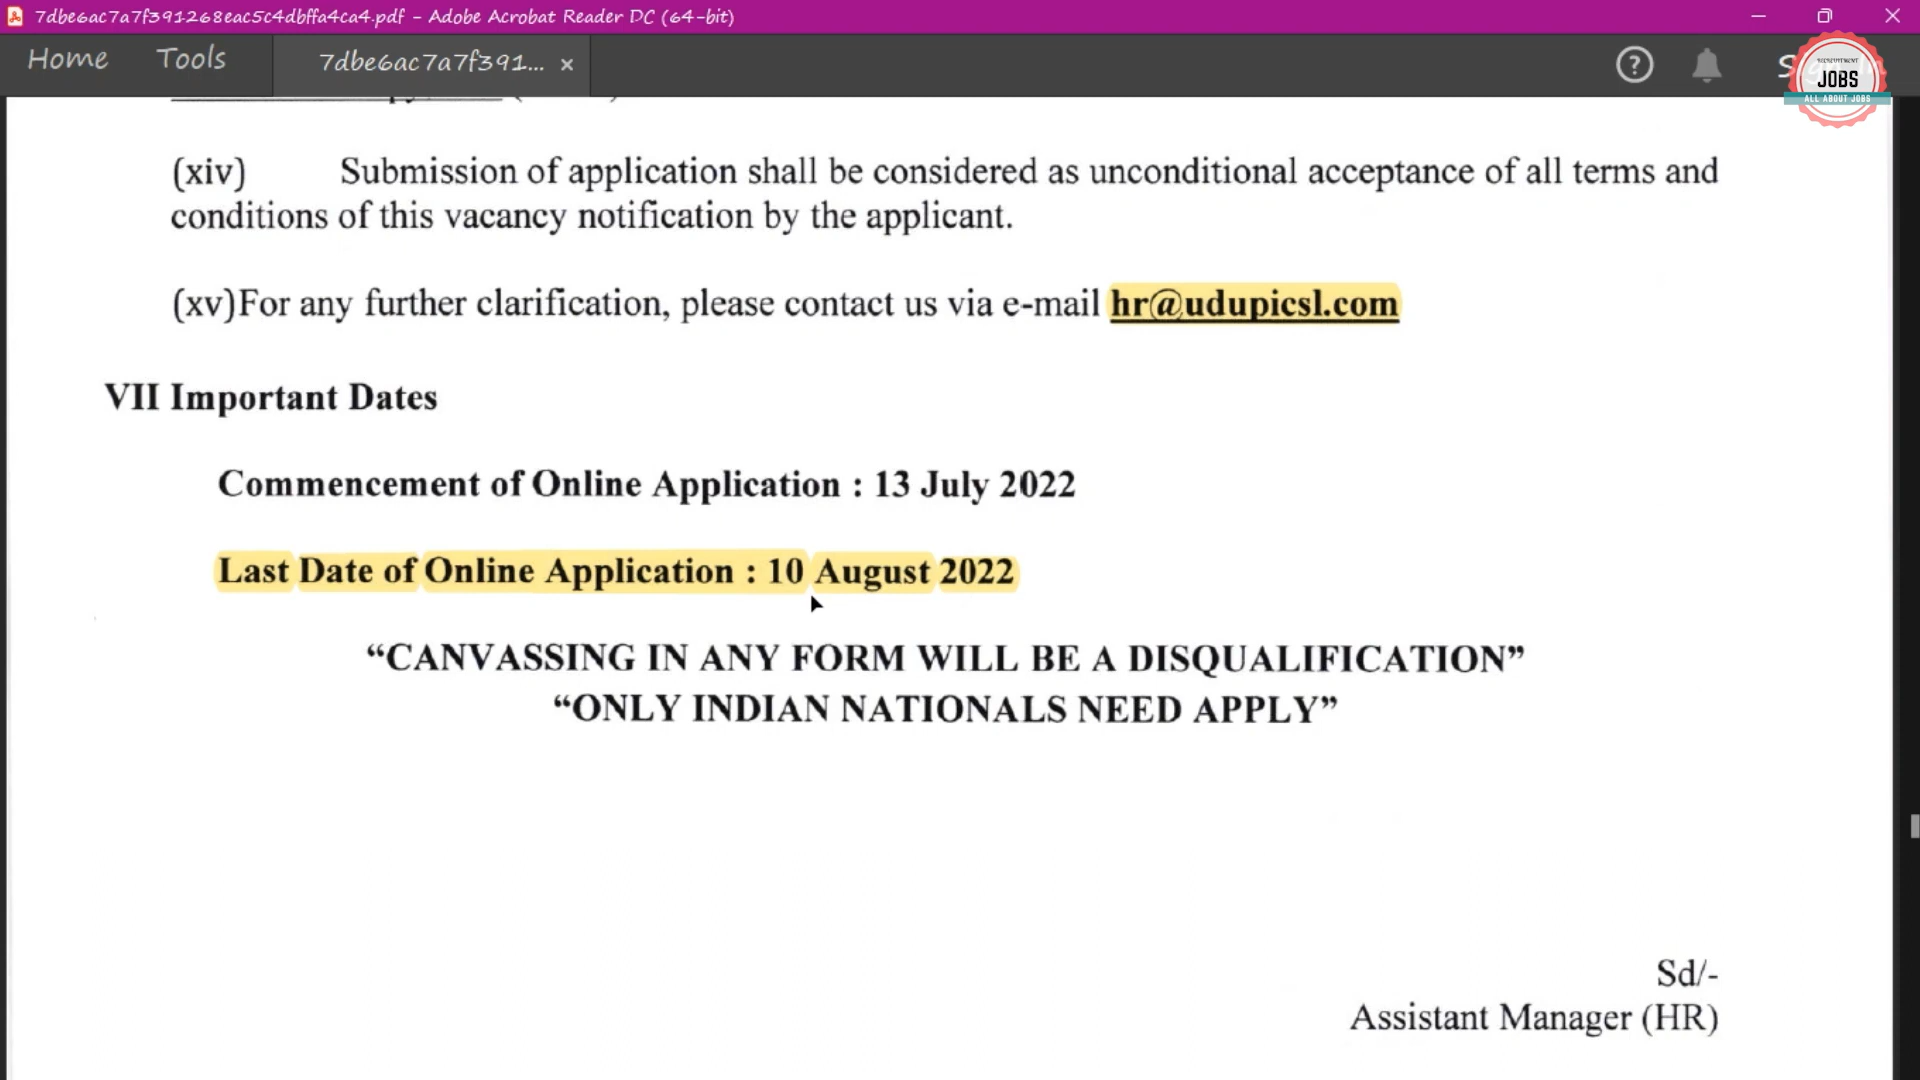 7dbe6ac7a7f391268eac5c4dbffa4ca4.pdf - Adobe Acrobat Reader DC (64-bit)
Home Tools 7dbe6ac7a7f391... ×
RECRUITMENT
JOBS
ALL ABOUT JOBS
(xiv) Submission of application shall be considered as unconditional acceptance of all terms and
conditions of this vacancy notification by the applicant.
(xv)For any further clarification, please contact us via e-mail hr@udupicsl.com
VII Important Dates
Commencement of Online Application : 13 July 2022
Last Date of Online Application : 10 August 2022
“CANVASSING IN ANY FORM WILL BE A DISQUALIFICATION”
“ONLY INDIAN NATIONALS NEED APPLY”
Sd/-
Assistant Manager (HR)